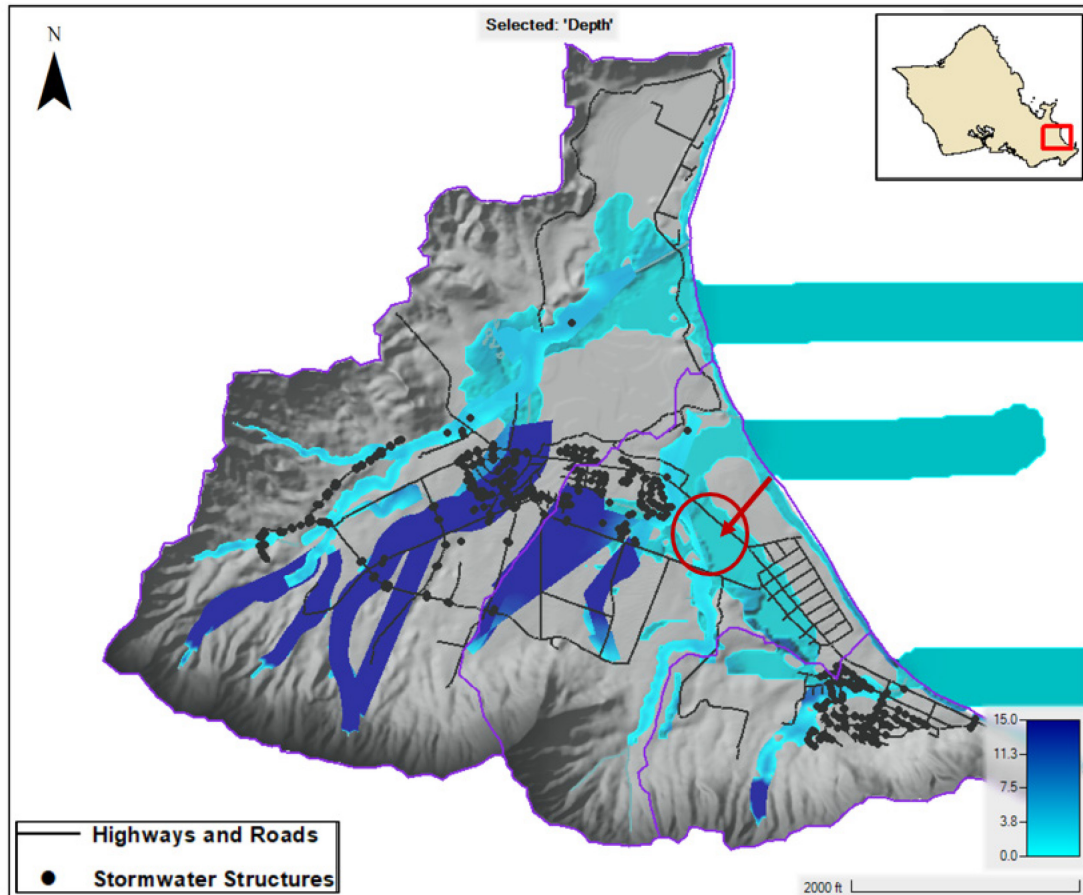 Selected: 'Depth'
N
15.0
11.3
7.5
3.8
0.0
Highways and Roads
Stormwater Structures
2000 ft